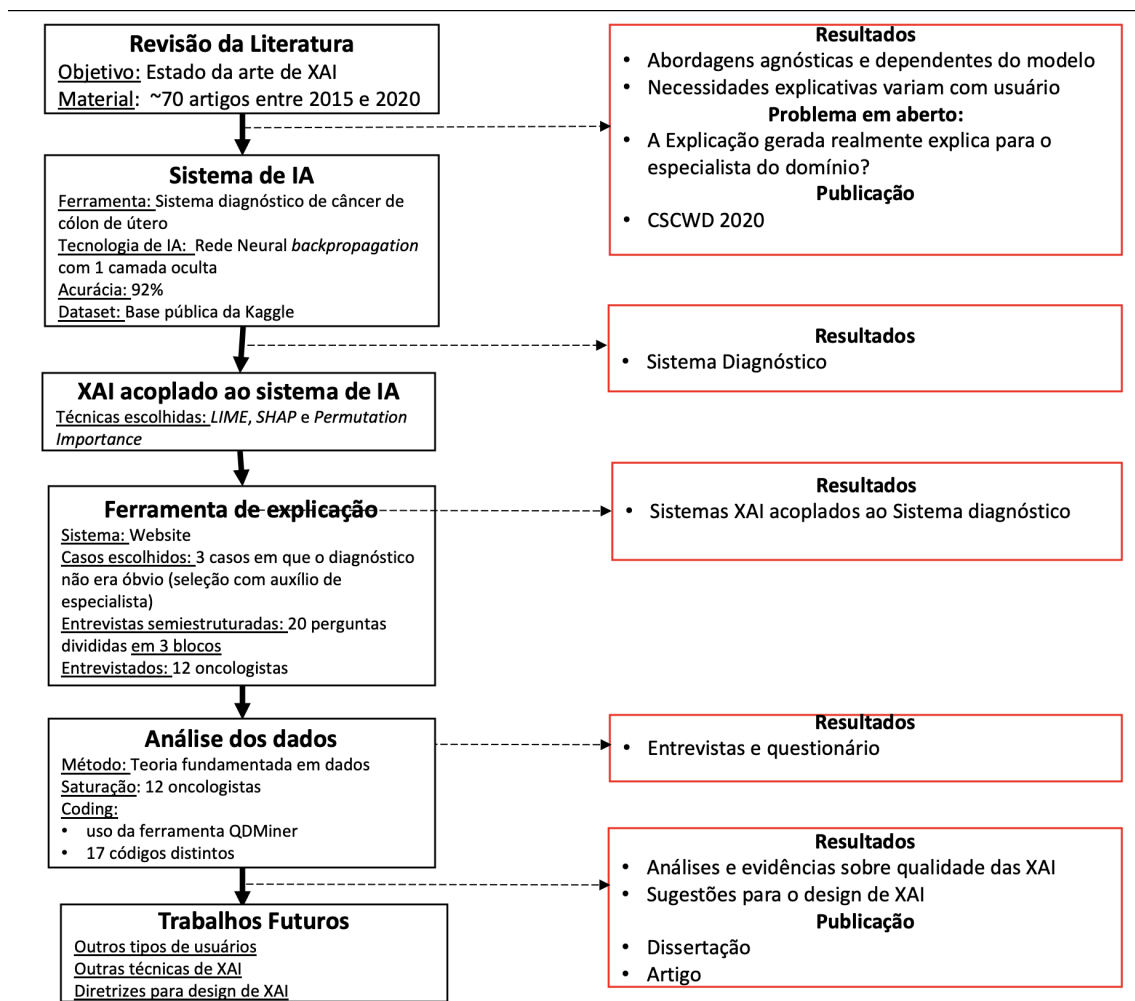 Revisão da Literatura
Objetivo: Estado da arte de XAI
Material: ~70 artigos entre 2015 e 2020
Resultados
• Abordagens agnósticas e dependentes do modelo
• Necessidades explicativas variam com usuário
Problema em aberto:
• A Explicação gerada realmente explica para o
especialista do domínio?
Publicação
• CSCWD 2020
Sistema de IA
Ferramenta: Sistema diagnóstico de câncer de
cólon de útero
Tecnologia de IA: Rede Neural backpropagation
com 1 camada oculta
Acurácia: 92%
Dataset: Base pública da Kaggle
Resultados
• Sistema Diagnóstico
XAI acoplado ao sistema de IA
Técnicas escolhidas: LIME, SHAP e Permutation
Importance
Resultados
• Sistemas XAI acoplados ao Sistema diagnóstico
Ferramenta de explicação
Sistema: Website
Casos escolhidos: 3 casos em que o diagnóstico
não era óbvio (seleção com auxílio de
especialista)
Entrevistas semiestruturadas: 20 perguntas
divididas em 3 blocos
Entrevistados: 12 oncologistas
Resultados
• Entrevistas e questionário
Análise dos dados
Método: Teoria fundamentada em dados
Saturação: 12 oncologistas
Coding:
• uso da ferramenta QDMiner
• 17 códigos distintos
Resultados
• Análises e evidências sobre qualidade das XAI
• Sugestões para o design de XAI
Publicação
• Dissertação
• Artigo
Trabalhos Futuros
Outros tipos de usuários
Outras técnicas de XAI
Diretrizes para design de XAI